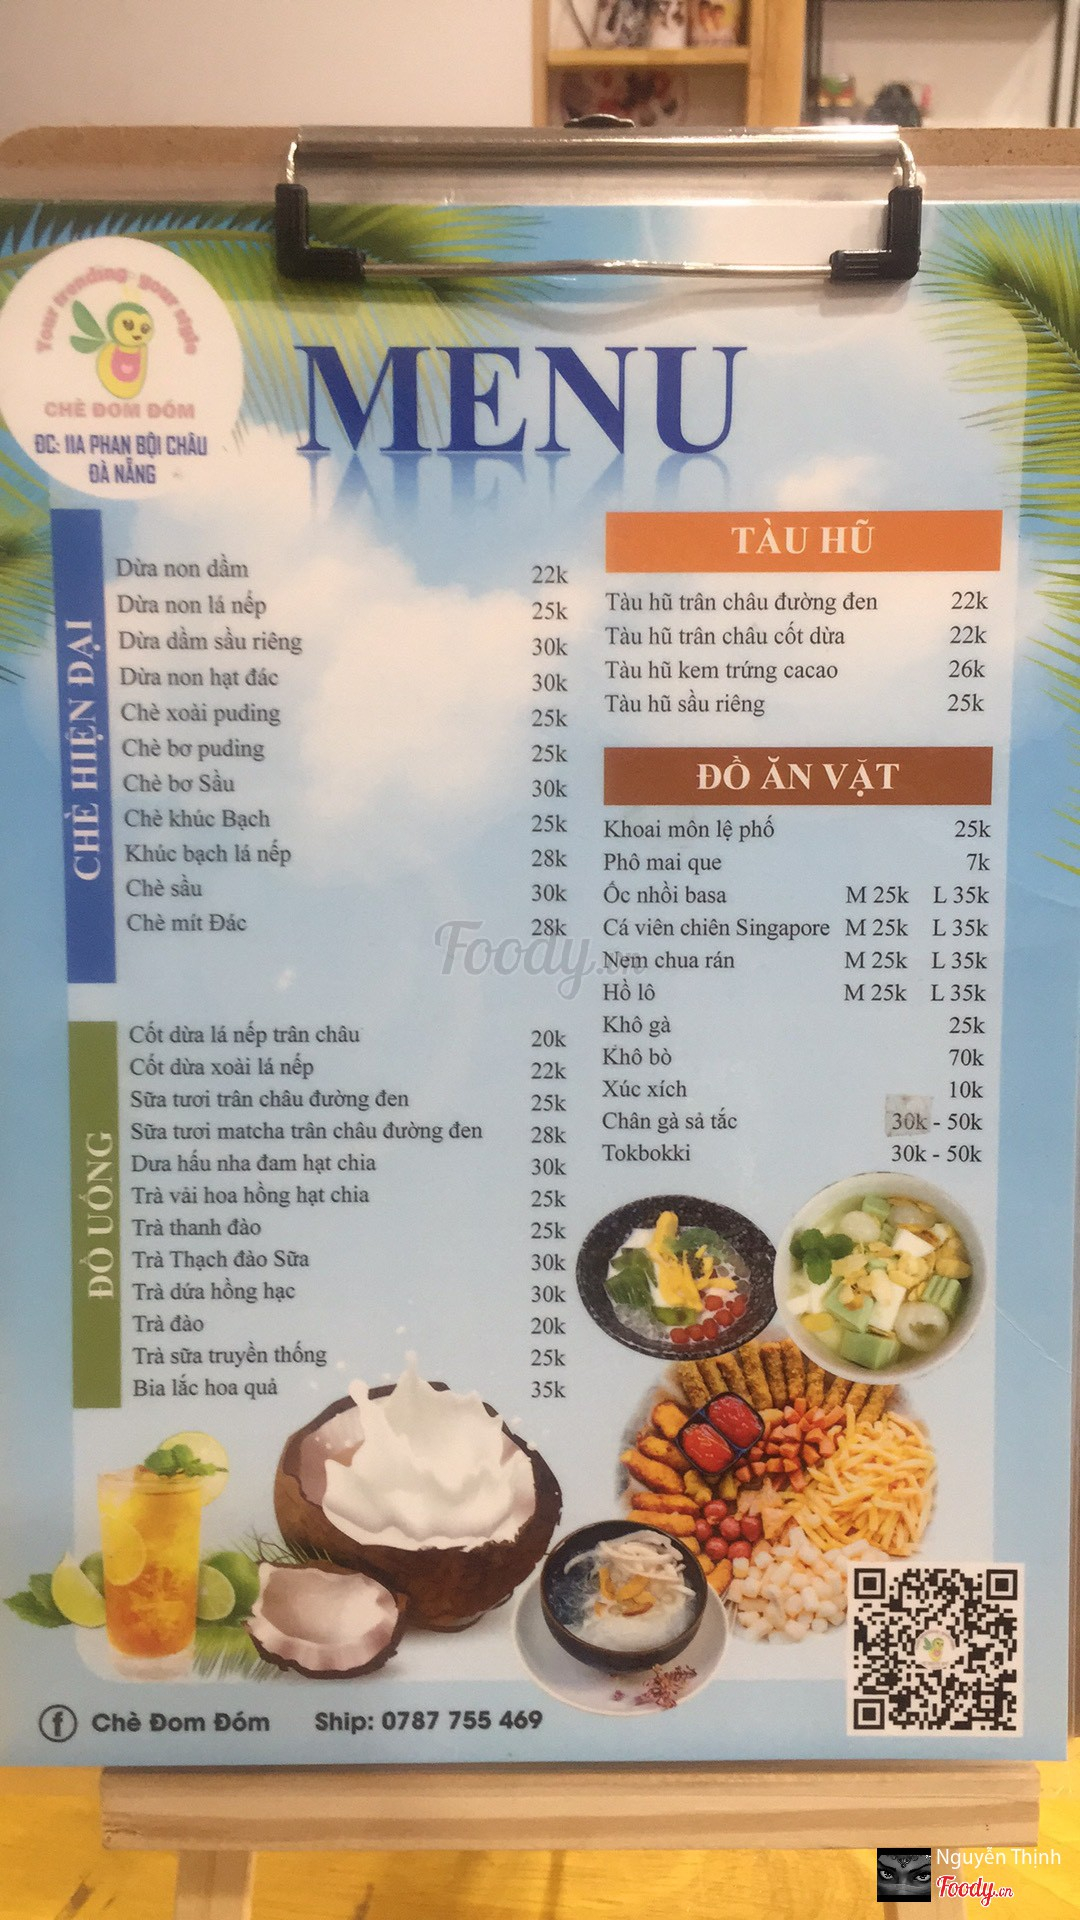 Your trending your style
CHÈ ĐOM ĐÓM
ĐC: 11A PHAN BỘI CHÂU
ĐÀ NẴNG
MENU
CHÈ HIỆN ĐẠI
Dừa non dầm 22k
Dừa non lá nếp 25k
Dừa dầm sầu riêng 30k
Dừa non hạt đác 30k
Chè xoài puding 25k
Chè bơ puding 25k
Chè bơ Sầu 30k
Chè khúc Bạch 25k
Khúc bạch lá nếp 28k
Chè sầu 30k
Chè mít Đác 28k
ĐỒ UỐNG
Cốt dừa lá nếp trân châu 20k
Cốt dừa xoài lá nếp 22k
Sữa tươi trân châu đường đen 25k
Sữa tươi matcha trân châu đường đen 28k
Dưa hấu nha đam hạt chia 30k
Trà vải hoa hồng hạt chia 25k
Trà thanh đào 25k
Trà Thạch đào Sữa 30k
Trà dứa hồng hạc 30k
Trà đào 20k
Trà sữa truyền thống 25k
Bia lắc hoa quả 35k
TÀU HŨ
Tàu hũ trân châu đường đen 22k
Tàu hũ trân châu cốt dừa 22k
Tàu hũ kem trứng cacao 26k
Tàu hũ sầu riêng 25k
ĐỒ ĂN VẶT
Khoai môn lệ phố 25k
Phô mai que 7k
Ốc nhồi basa M 25k L 35k
Cá viên chiên Singapore M 25k L 35k
Nem chua rán M 25k L 35k
Hồ lô M 25k L 35k
Khô gà 25k
Khô bò 70k
Xúc xích 10k
Chân gà sả tắc 30k - 50k
Tokbokki 30k - 50k
Foody.vn
Chè Đom Đóm Ship: 0787 755 469
Nguyễn Thịnh
Foody.vn